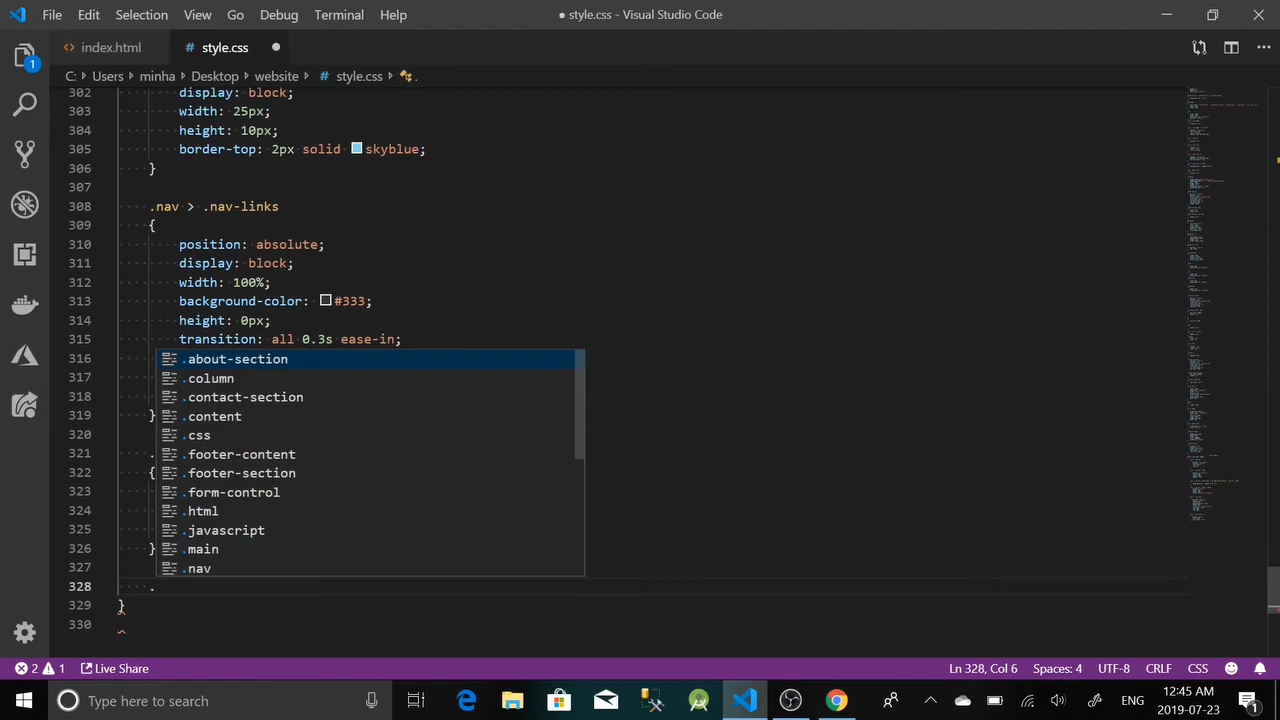 File Edit Selection View Go Debug Terminal Help
● style.css - Visual Studio Code
index.html
# style.css ●
C: > Users > minha > Desktop > website > # style.css > .
302 display: block;
303 width: 25px;
304 height: 10px;
305 border-top: 2px solid skyblue;
306 }
307
308 .nav > .nav-links
309 {
310 position: absolute;
311 display: block;
312 width: 100%;
313 background-color: #333;
314 height: 0px;
315 transition: all 0.3s ease-in;
316 .about-section
317 .column
318 .contact-section
319 } .content
320 .css
321 . .footer-content
322 { .footer-section
323 .form-control
324 .html
325 .javascript
326 } .main
327 .nav
328 .
329 }
330
1
2 1 Live Share
Ln 328, Col 6 Spaces: 4 UTF-8 CRLF CSS
Type here to search
ENG
12:45 AM
2019-07-23
1